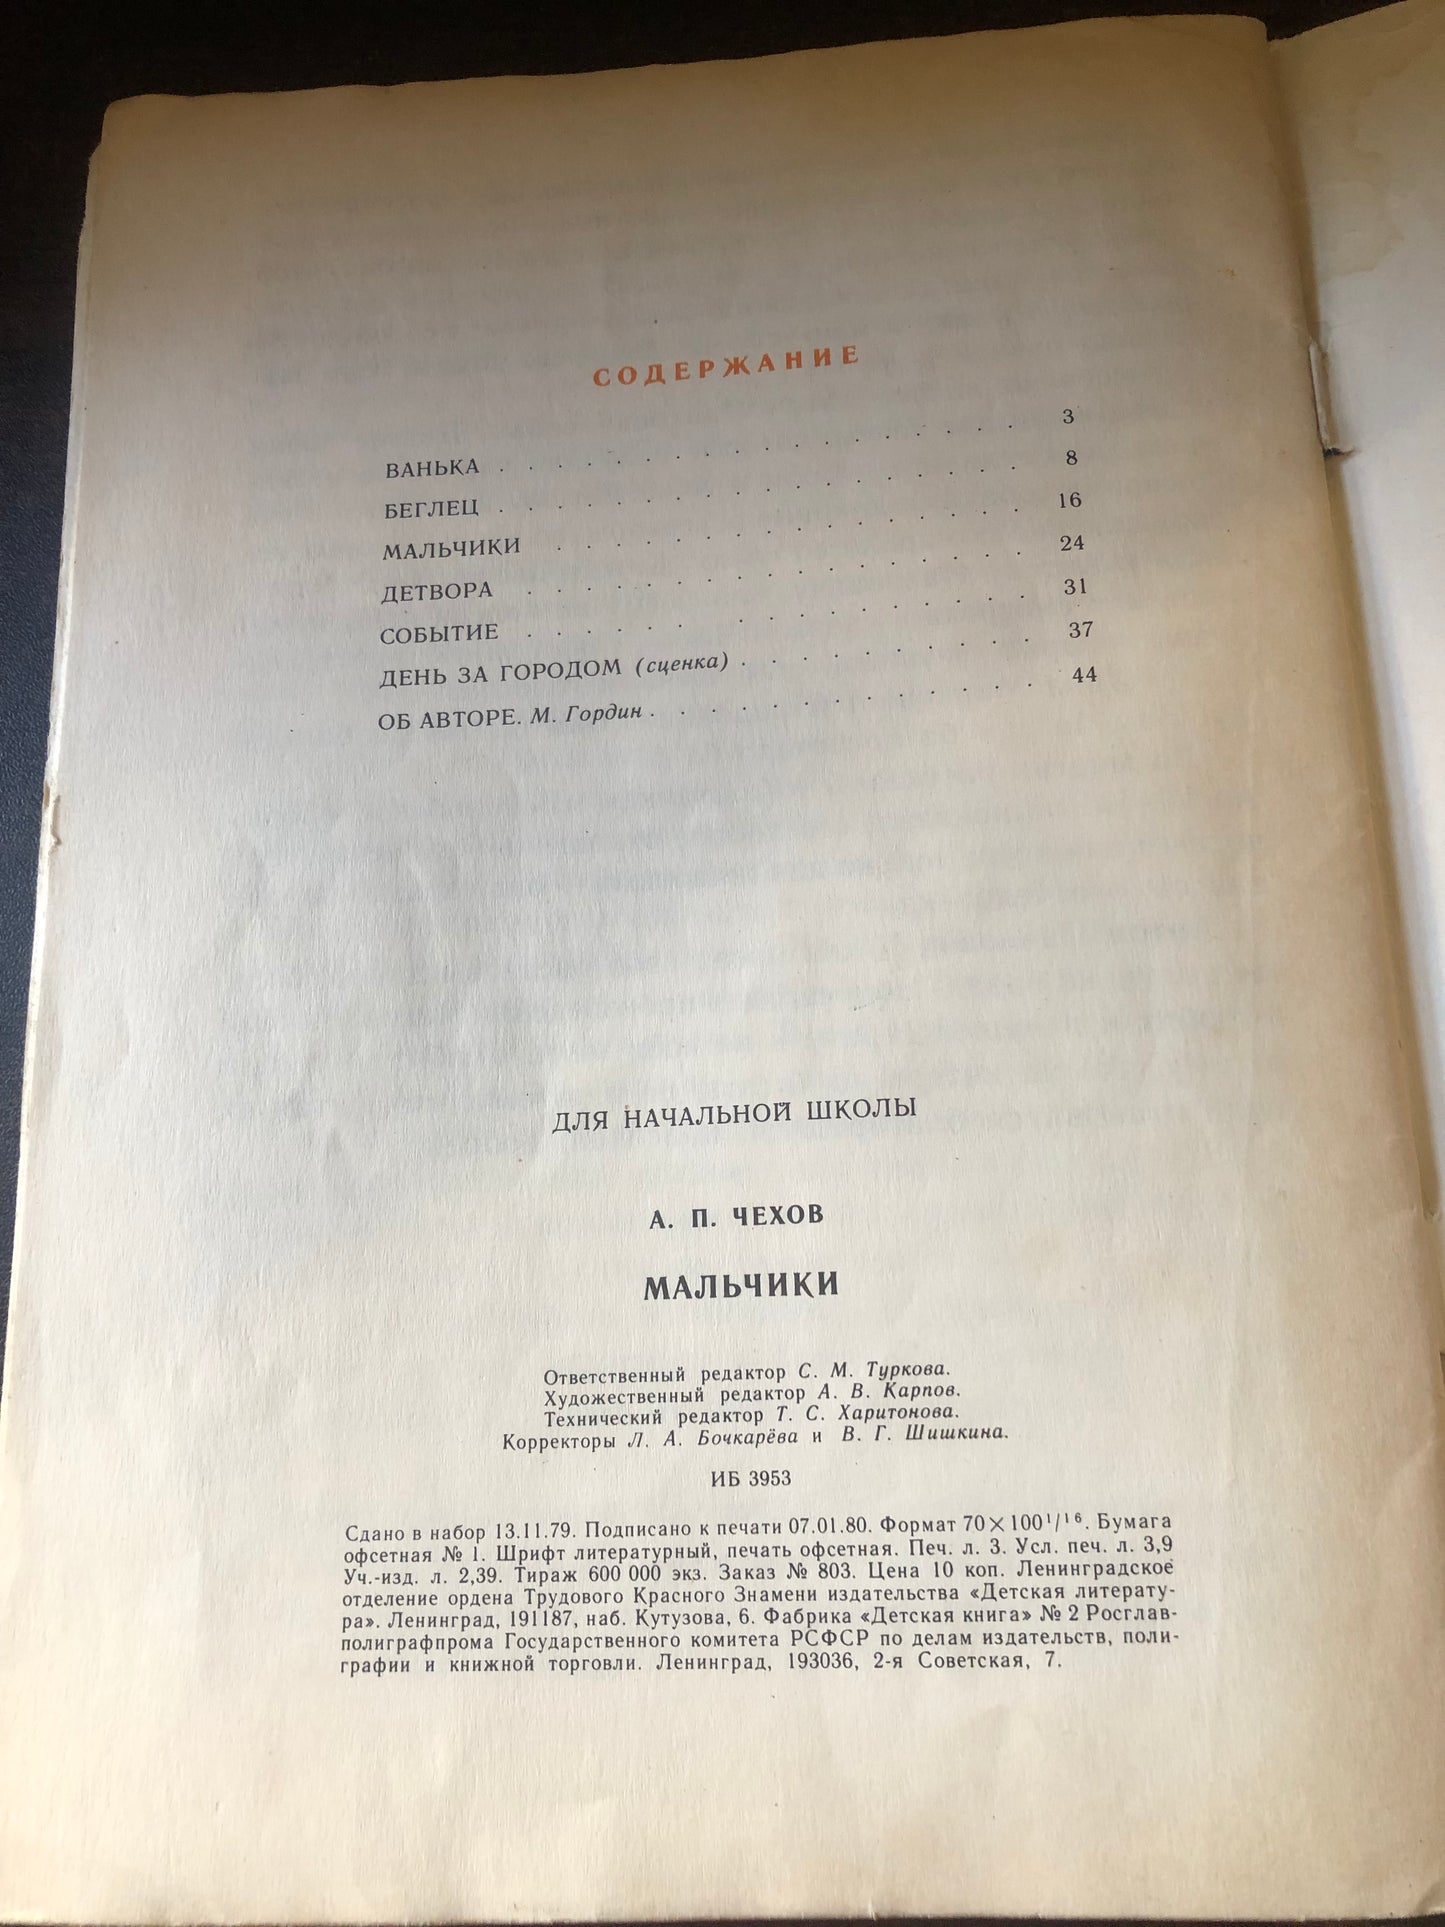 СОДЕРЖАНИЕ
ВАНЬКА . . . . . . . . . . . . . . . . . . 3
БЕГЛЕЦ . . . . . . . . . . . . . . . . . . 8
МАЛЬЧИКИ . . . . . . . . . . . . . . . . 16
ДЕТВОРА . . . . . . . . . . . . . . . . . 24
СОБЫТИЕ . . . . . . . . . . . . . . . . . 31
ДЕНЬ ЗА ГОРОДОМ (сценка) . . . . . . . . . . 37
ОБ АВТОРЕ. М. Гордин . . . . . . . . . . . . . 44
ДЛЯ НАЧАЛЬНОЙ ШКОЛЫ
А. П. ЧЕХОВ
МАЛЬЧИКИ
Ответственный редактор С. М. Туркова.
Художественный редактор А. В. Карпов.
Технический редактор Т. С. Харитонова.
Корректоры Л. А. Бочкарёва и В. Г. Шишкина.
ИБ 3953
Сдано в набор 13.11.79. Подписано к печати 07.01.80. Формат 70×100¹/¹⁶. Бумага
офсетная № 1. Шрифт литературный, печать офсетная. Печ. л. 3. Усл. печ. л. 3,9
Уч.-изд. л. 2,39. Тираж 600 000 экз. Заказ № 803. Цена 10 коп. Ленинградское
отделение ордена Трудового Красного Знамени издательства «Детская литерату-
ра». Ленинград, 191187, наб. Кутузова, 6. Фабрика «Детская книга» № 2 Росглав-
полиграфпрома Государственного комитета РСФСР по делам издательств, поли-
графии и книжной торговли. Ленинград, 193036, 2-я Советская, 7.